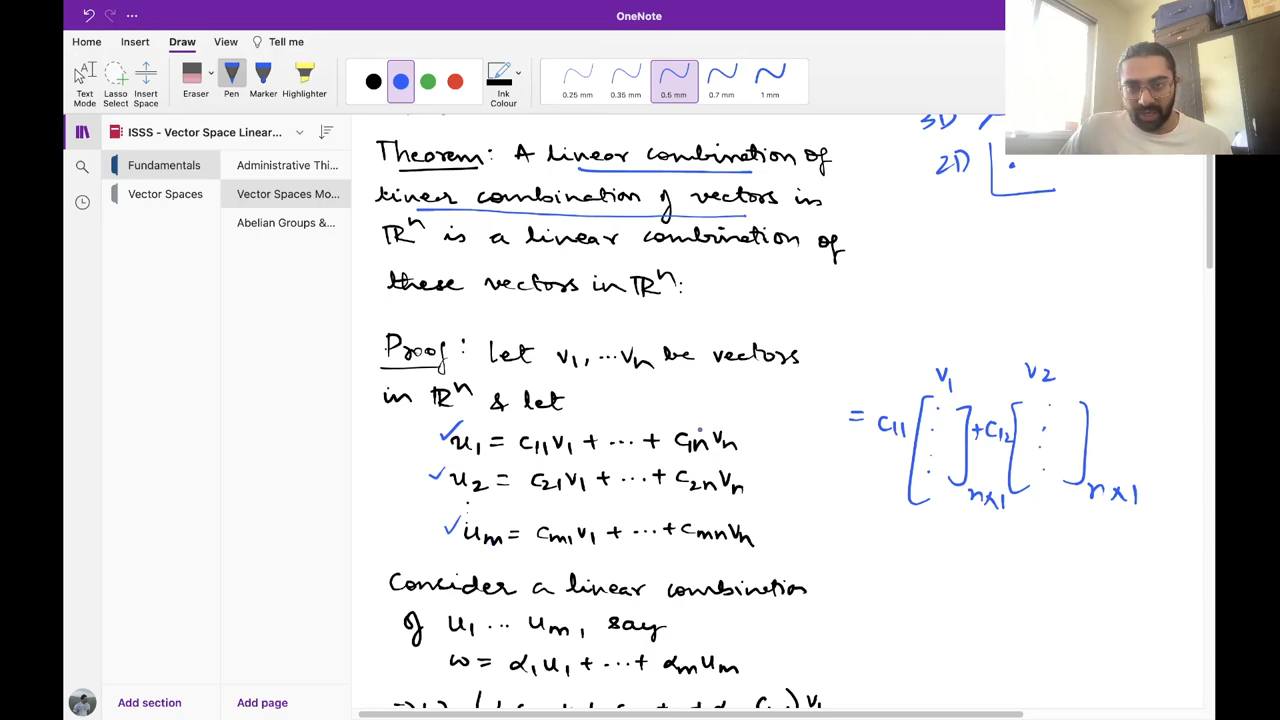 OneNote
Home Insert Draw View Tell me
Text Mode
Lasso Select
Insert Space
Eraser
Pen
Marker
Highlighter
Ink Colour
0.25 mm
0.35 mm
0.5 mm
0.7 mm
1 mm
ISSS - Vector Space Linear...
Fundamentals
Vector Spaces
Administrative Thi...
Vector Spaces Mo...
Abelian Groups &...
3D
2D
Theorem: A linear combination of
linear combination of vectors in
ℝⁿ is a linear combination of
these vectors in ℝⁿ:
Proof: Let v₁, ...vₙ be vectors
in ℝⁿ & let
✓u₁ = c₁₁v₁ + ... + c₁ₙvₙ
✓u₂ = c₂₁v₁ + ... + c₂ₙvₙ
⋮
✓uₘ = cₘ₁v₁ + ... + cₘₙvₙ
v₁ v₂
= c₁₁ [⋮]ₙₓ₁ + c₁₂ [⋮]ₙₓ₁
Consider a linear combination
of u₁ ... uₘ, say
w = α₁u₁ + ... + αₘuₘ
Add section
Add page